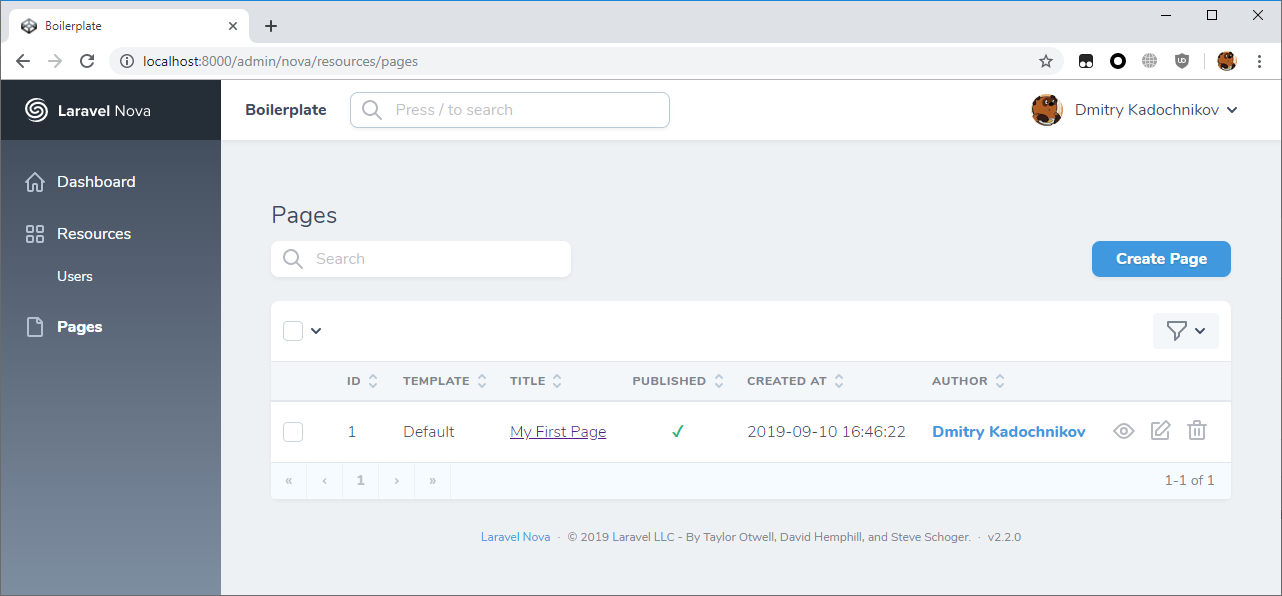 Boilerplate
localhost:8000/admin/nova/resources/pages
Laravel Nova
Boilerplate
Press / to search
Dmitry Kadochnikov
Dashboard
Resources
Users
Pages
Pages
Search
Create Page
ID TEMPLATE TITLE PUBLISHED CREATED AT AUTHOR
1 Default My First Page 2019-09-10 16:46:22 Dmitry Kadochnikov
« ‹ 1 › » 1-1 of 1
Laravel Nova · © 2019 Laravel LLC - By Taylor Otwell, David Hemphill, and Steve Schoger. · v2.2.0